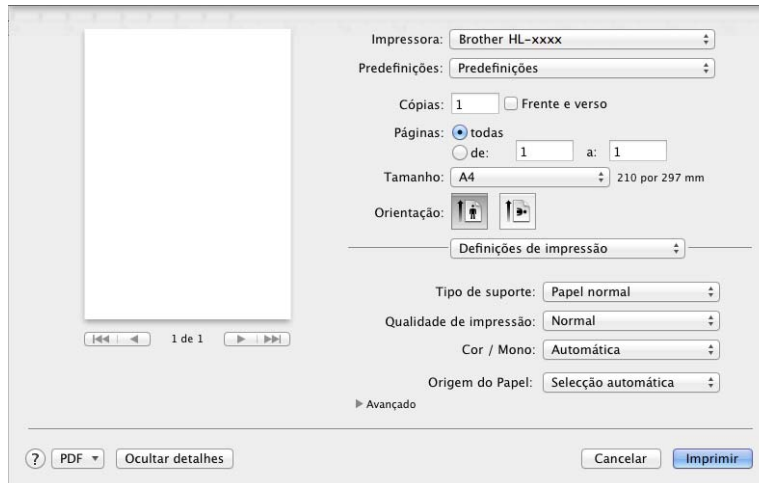 Impressora: Brother HL-xxxx
Predefinições: Predefinições
Cópias: 1 Frente e verso
Páginas: todas
de: 1 a: 1
Tamanho: A4 210 por 297 mm
Orientação:
Definições de impressão
Tipo de suporte: Papel normal
Qualidade de impressão: Normal
Cor / Mono: Automática
Origem do Papel: Selecção automática
Avançado
1 de 1
? PDF Ocultar detalhes Cancelar Imprimir